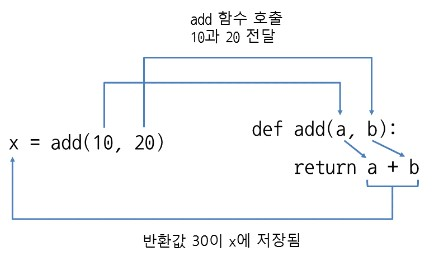 add 함수 호출
10과 20 전달
x = add(10, 20)
def add(a, b):
return a + b
반환값 30이 x에 저장됨